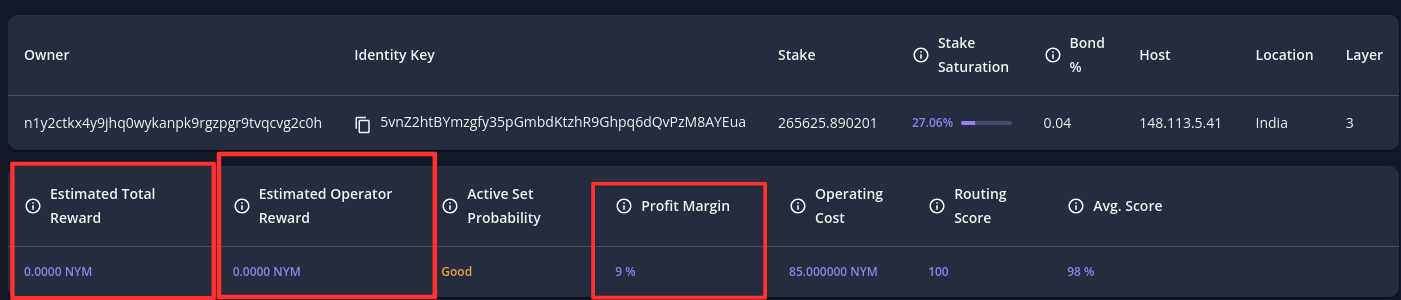 Owner Identity Key Stake Stake Saturation Bond % Host Location Layer
n1y2ctkx4y9jhq0wykanpk9rgzpgr9tvqcvg2c0h 5vnZ2htBYmzgfy35pGmbdKtzhR9Ghpq6dQvPzM8AYEua 265625.890201 27.06% 0.04 148.113.5.41 India 3
Estimated Total Reward Estimated Operator Reward Active Set Probability Profit Margin Operating Cost Routing Score Avg. Score
0.0000 NYM 0.0000 NYM Good 9 % 85.000000 NYM 100 98 %